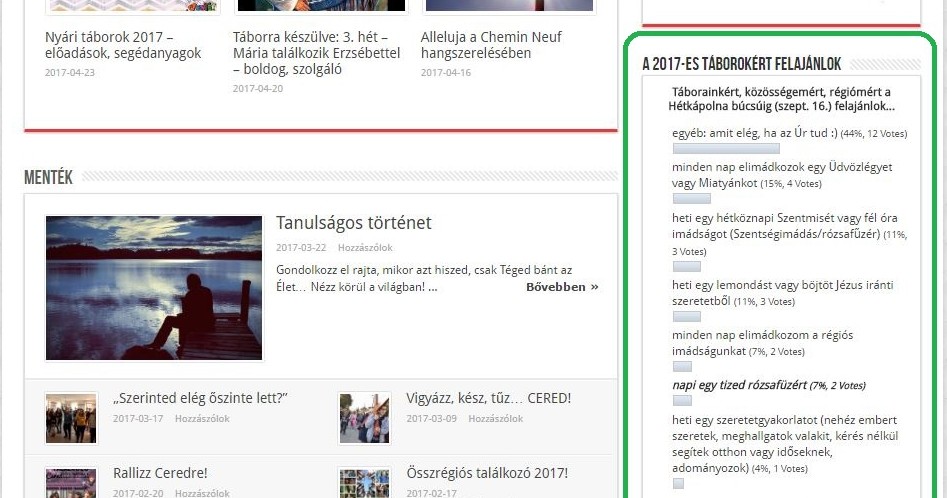 Nyári táborok 2017 –
előadások, segédanyagok
2017-04-23
Táborra készülve: 3. hét –
Mária találkozik Erzsébettel
– boldog, szolgáló
2017-04-20
Alleluja a Chemin Neuf
hangszerelésében
2017-04-16
MENTÉK
Tanulságos történet
2017-03-22 Hozzászólok
Gondolkozz el rajta, mikor azt hiszed, csak Téged bánt az
Élet… Nézz körül a világban! ...
Bővebben »
„Szerinted elég őszinte lett?”
2017-03-17 Hozzászólok
Vigyázz, kész, tűz… CERED!
2017-03-09 Hozzászólok
Rallizz Ceredre!
2017-02-20 Hozzászólok
Összrégiós találkozó 2017!
2017-02-17
A 2017-ES TÁBOROKÉRT FELAJÁNLOK
Táborainkért, közösségemért, régiómért a
Hétkápolna búcsúig (szept. 16.) felajánlok...
egyéb: amit elég, ha az Úr tud :) (44%, 12 Votes)
minden nap elimádkozok egy Üdvözlégyet
vagy Miatyánkot (15%, 4 Votes)
heti egy hétköznapi Szentmisét vagy fél óra
imádságot (Szentségimádás/rózsafűzér) (11%,
3 Votes)
heti egy lemondást vagy böjtöt Jézus iránti
szeretetből (11%, 3 Votes)
minden nap elimádkozom a régiós
imádságunkat (7%, 2 Votes)
napi egy tized rózsafüzért (7%, 2 Votes)
heti egy szeretetgyakorlatot (nehéz embert
szeretek, meghallgatok valakit, kérés nélkül
segítek otthon vagy időseknek,
adományozok) (4%, 1 Votes)